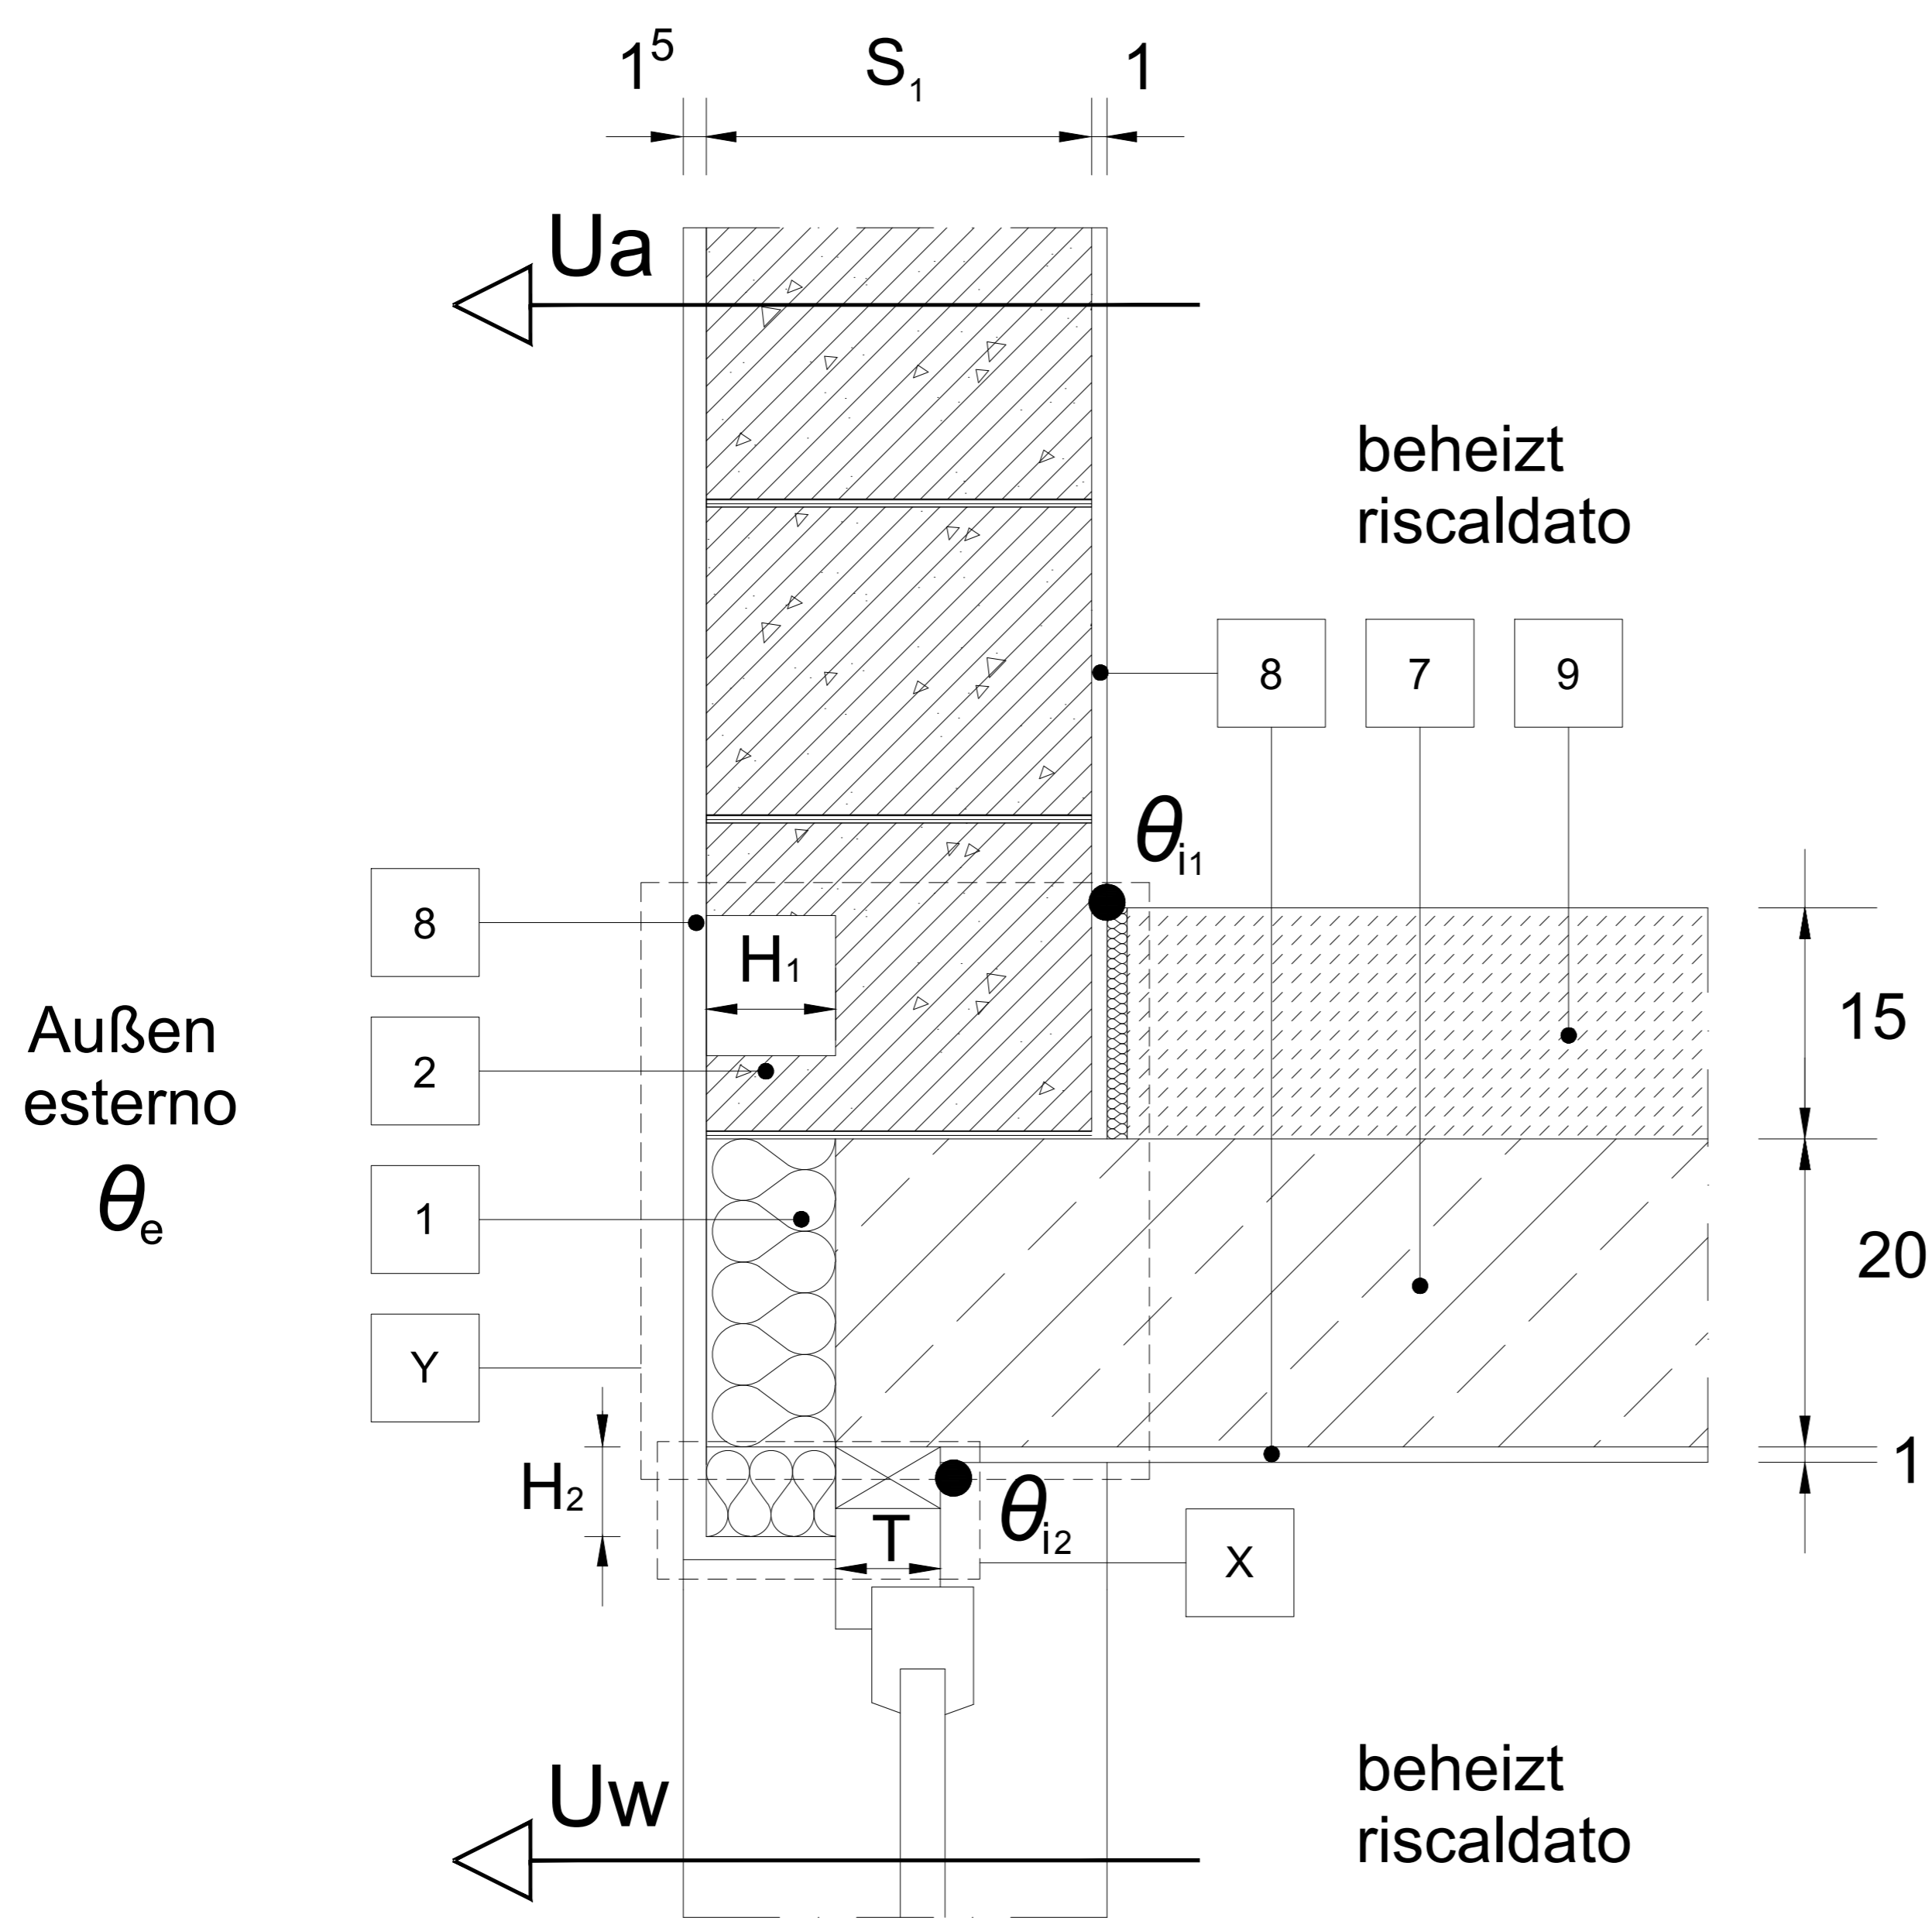 1⁵
S₁
1
Ua
beheizt
riscaldato
8
7
9
θi1
8
H₁
2
Außen
esterno
θe
1
Y
H₂
T
θi2
X
15
20
1
Uw
beheizt
riscaldato